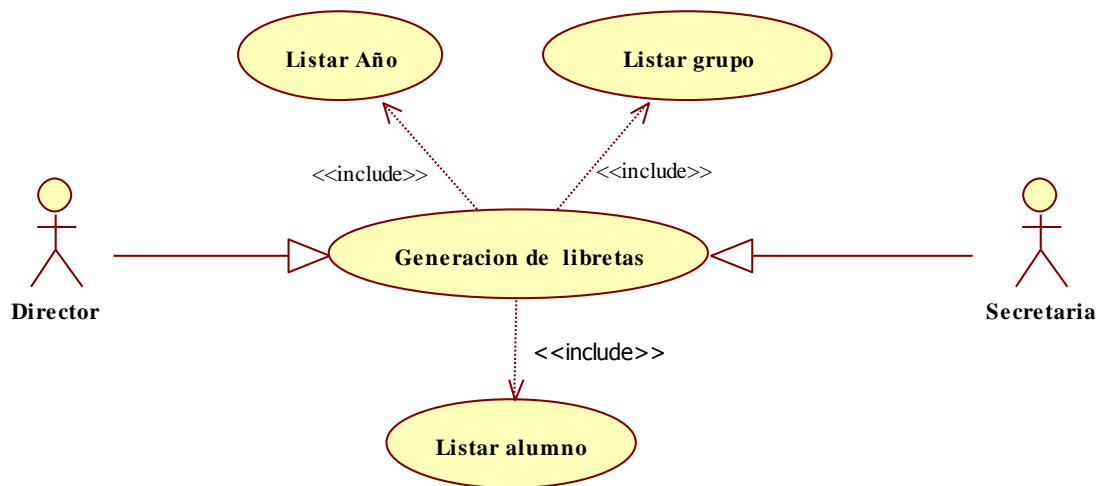 Listar Año
Listar grupo
<<include>>
<<include>>
Generacion de libretas
Director
Secretaria
<<include>>
Listar alumno